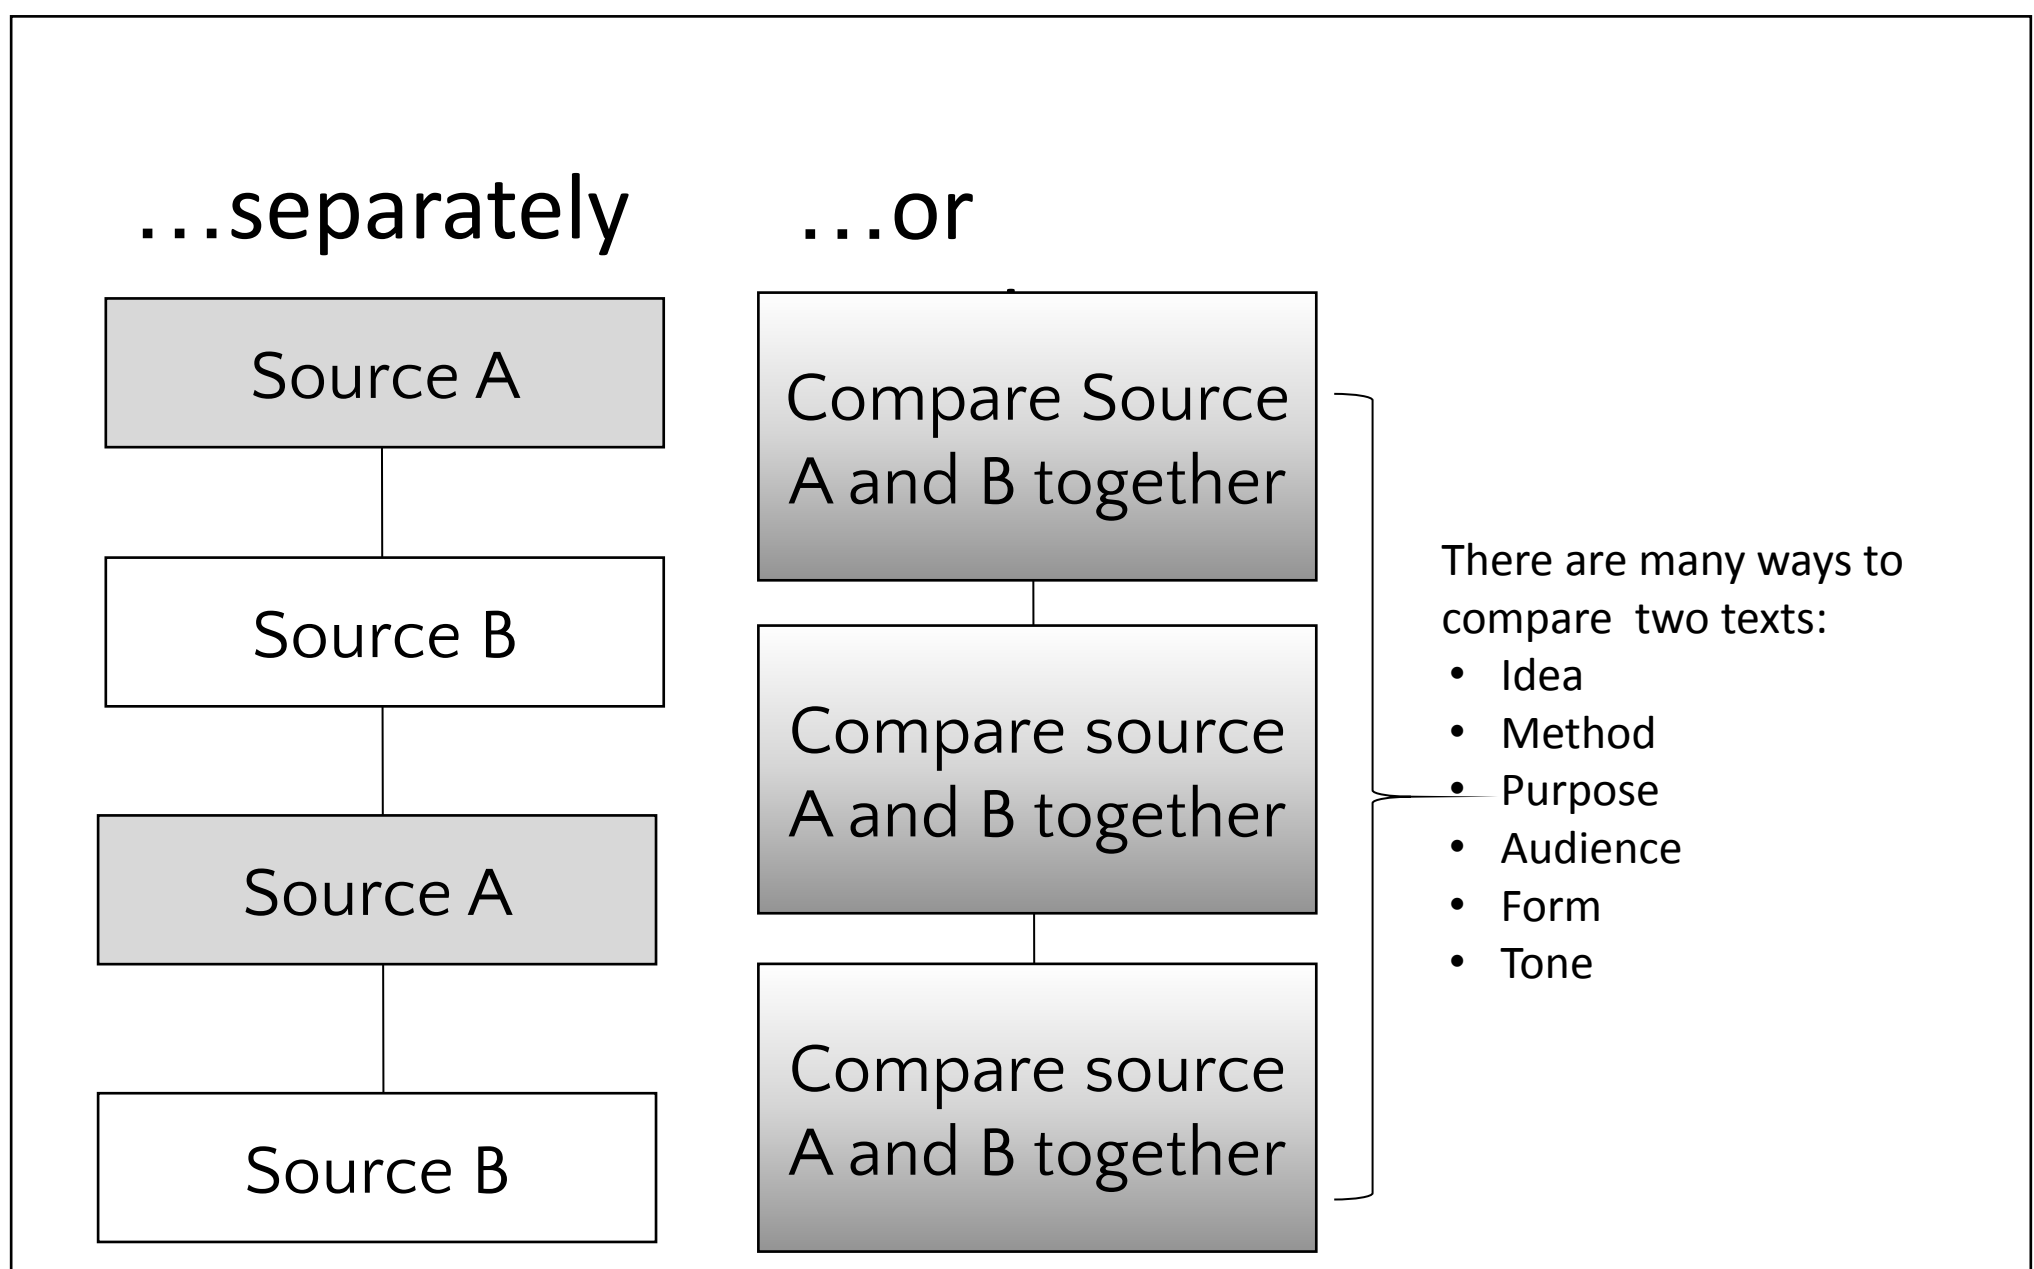 …separately
…or
Source A
Source B
Source A
Source B
Compare Source
A and B together
Compare source
A and B together
Compare source
A and B together
There are many ways to
compare  two texts:
• Idea
• Method
• Purpose
• Audience
• Form
• Tone